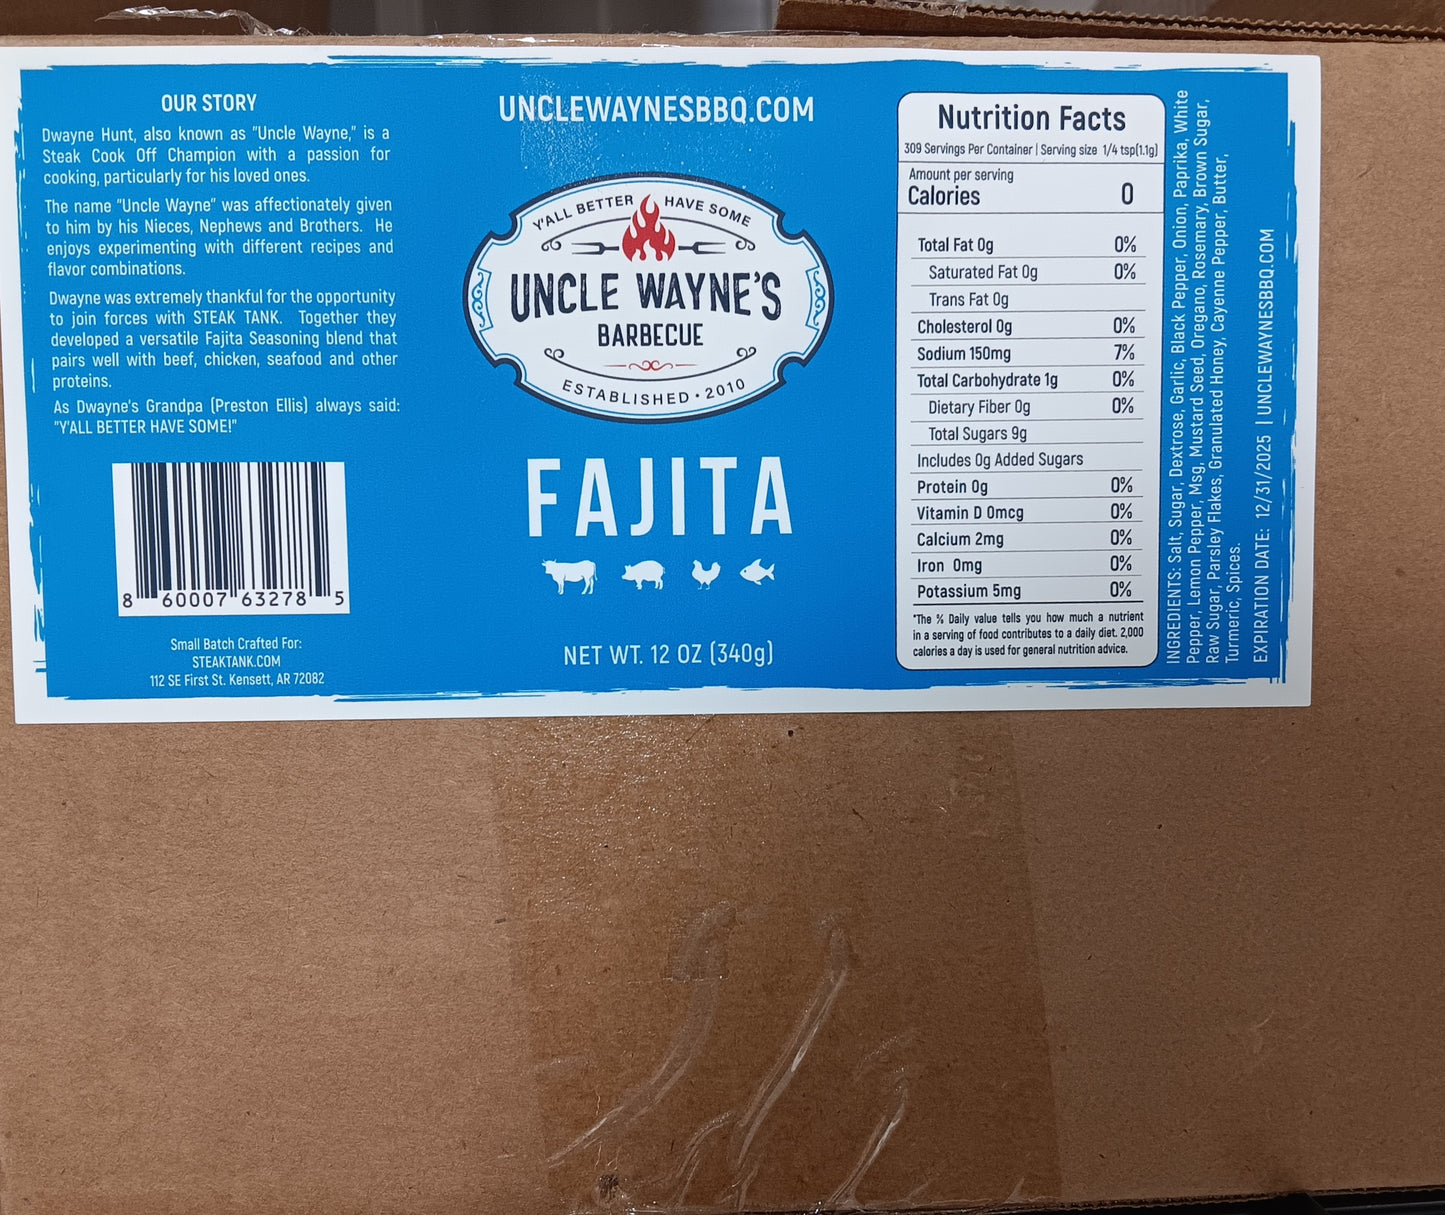 OUR STORY
Dwayne Hunt, also known as "Uncle Wayne," is a
Steak Cook Off Champion with a passion for
cooking, particularly for his loved ones.
The name "Uncle Wayne" was affectionately given
to him by his Nieces, Nephews and Brothers. He
enjoys experimenting with different recipes and
flavor combinations.
Dwayne was extremely thankful for the opportunity
to join forces with STEAK TANK. Together they
developed a versatile Fajita Seasoning blend that
pairs well with beef, chicken, seafood and other
proteins.
As Dwayne's Grandpa (Preston Ellis) always said:
"Y'ALL BETTER HAVE SOME!"
8 60007 63278 5
Small Batch Crafted For:
STEAKTANK.COM
112 SE First St. Kensett, AR 72082
UNCLEWAYNESBBQ.COM
Y'ALL BETTER HAVE SOME
UNCLE WAYNE'S
BARBECUE
ESTABLISHED • 2010
FAJITA
NET WT. 12 OZ (340g)
Nutrition Facts
309 Servings Per Container | Serving size 1/4 tsp(1.1g)
Amount per serving
Calories 0
Total Fat 0g 0%
Saturated Fat 0g 0%
Trans Fat 0g
Cholesterol 0g 0%
Sodium 150mg 7%
Total Carbohydrate 1g 0%
Dietary Fiber 0g 0%
Total Sugars 9g
Includes 0g Added Sugars
Protein 0g 0%
Vitamin D 0mcg 0%
Calcium 2mg 0%
Iron 0mg 0%
Potassium 5mg 0%
*The % Daily value tells you how much a nutrient
in a serving of food contributes to a daily diet. 2,000
calories a day is used for general nutrition advice.
INGREDIENTS: Salt, Sugar, Dextrose, Garlic, Black Pepper, Onion, Paprika, White
Pepper, Lemon Pepper, Msg, Mustard Seed, Oregano, Rosemary, Brown Sugar,
Raw Sugar, Parsley Flakes, Granulated Honey, Cayenne Pepper, Butter,
Turmeric, Spices.
EXPIRATION DATE: 12/31/2025 | UNCLEWAYNESBBQ.COM